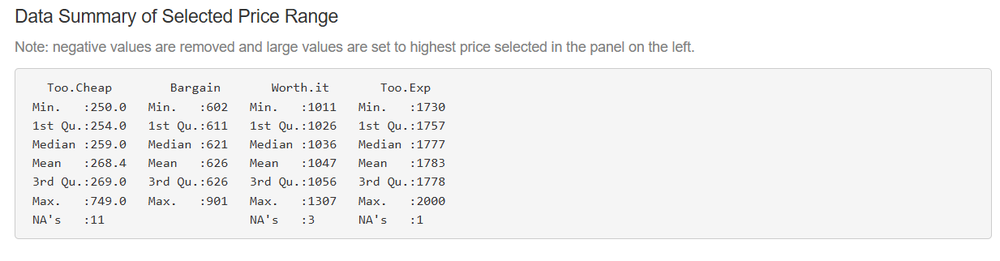 Data Summary of Selected Price Range
Note: negative values are removed and large values are set to highest price selected in the panel on the left.
Too.Cheap Bargain Worth.it Too.Exp
Min. :250.0 Min. :602 Min. :1011 Min. :1730
1st Qu.:254.0 1st Qu.:611 1st Qu.:1026 1st Qu.:1757
Median :259.0 Median :621 Median :1036 Median :1777
Mean :268.4 Mean :626 Mean :1047 Mean :1783
3rd Qu.:269.0 3rd Qu.:626 3rd Qu.:1056 3rd Qu.:1778
Max. :749.0 Max. :901 Max. :1307 Max. :2000
NA's :11 NA's :3 NA's :1